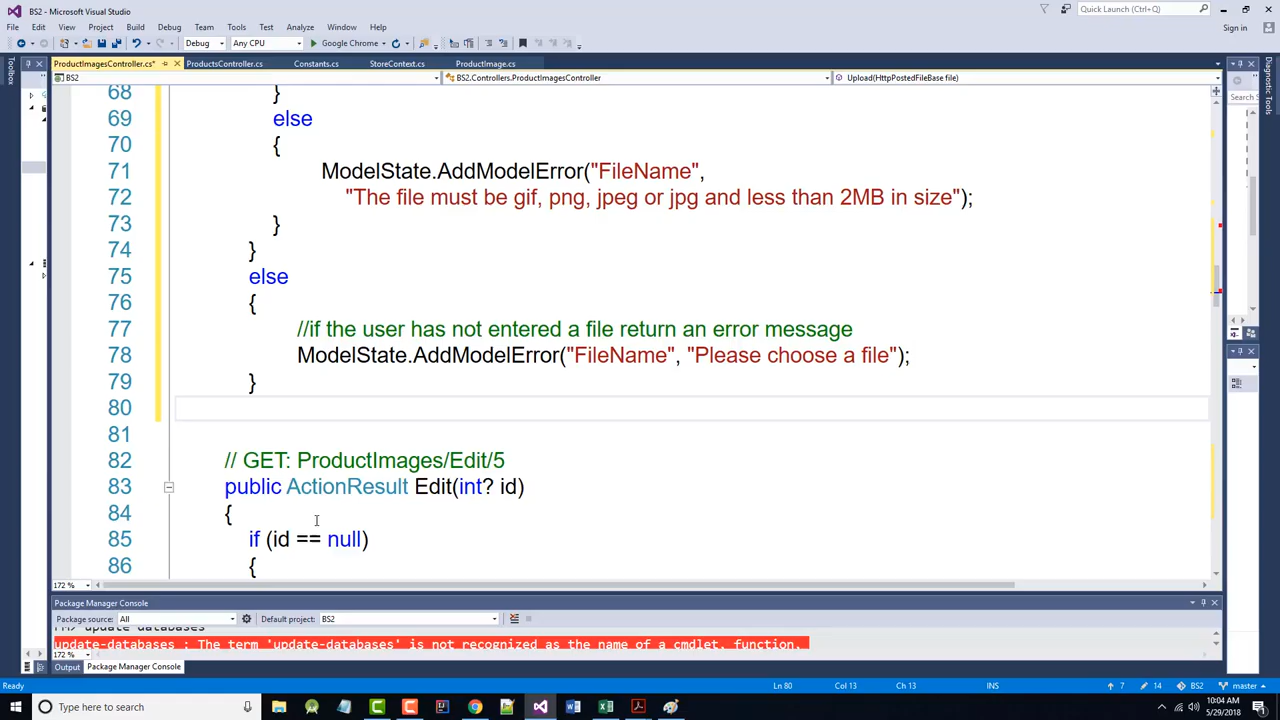 BS2 - Microsoft Visual Studio
Quick Launch (Ctrl+Q)
File Edit View Project Build Debug Team Tools Test Analyze Window Help
Sign in
Debug Any CPU Google Chrome
ProductImagesController.cs* ProductsController.cs Constants.cs StoreContext.cs ProductImage.cs
BS2 BS2.Controllers.ProductImagesController Upload(HttpPostedFileBase file)
Toolbox
Diagnostic Tools
Search S
68 }
69 else
70 {
71 ModelState.AddModelError("FileName",
72 "The file must be gif, png, jpeg or jpg and less than 2MB in size");
73 }
74 }
75 else
76 {
77 //if the user has not entered a file return an error message
78 ModelState.AddModelError("FileName", "Please choose a file");
79 }
80
81
82 // GET: ProductImages/Edit/5
83 public ActionResult Edit(int? id)
84 {
85 if (id == null)
86 {
172 %
Package Manager Console
Package source: All Default project: BS2
PM> update-databases
update-databases : The term 'update-databases' is not recognized as the name of a cmdlet, function,
172 %
Output Package Manager Console
Ready Ln 80 Col 13 Ch 13 INS 7 14 BS2 master
Type here to search
10:04 AM
5/29/2018